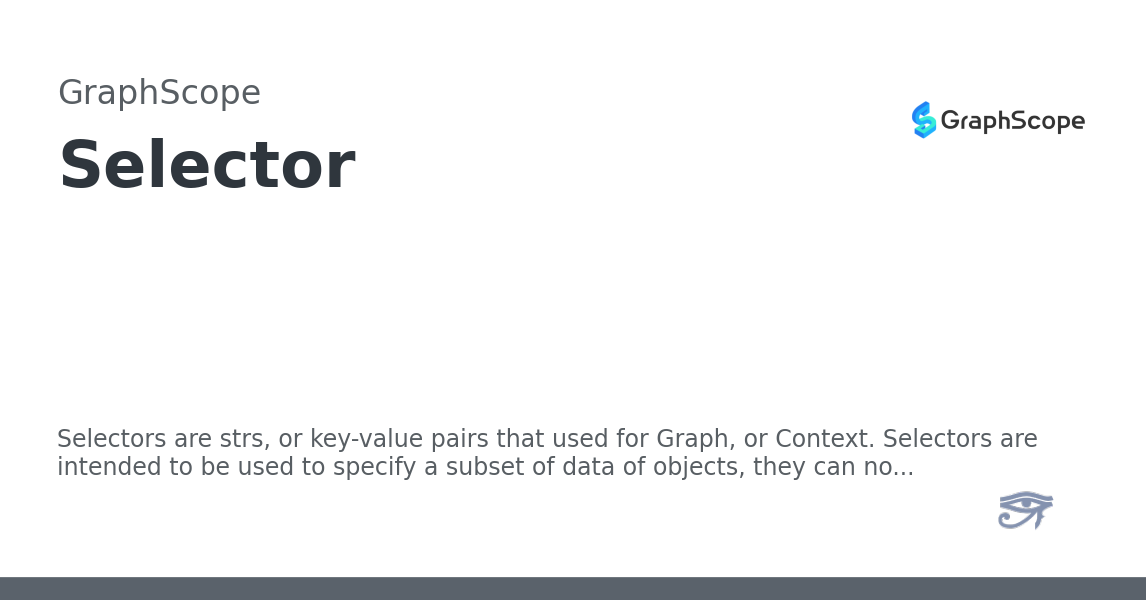 GraphScope
GraphScope
Selector
Selectors are strs, or key-value pairs that used for Graph, or Context. Selectors are
intended to be used to specify a subset of data of objects, they can no...